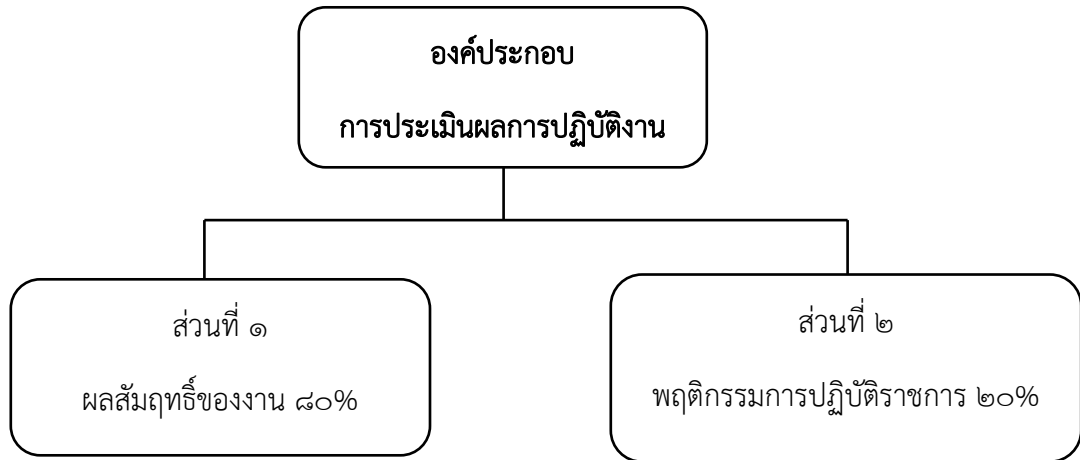 องค์ประกอบ
การประเมินผลการปฏิบัติงาน
ส่วนที่ ๑
ผลสัมฤทธิ์ของงาน ๘๐%
ส่วนที่ ๒
พฤติกรรมการปฏิบัติราชการ ๒๐%